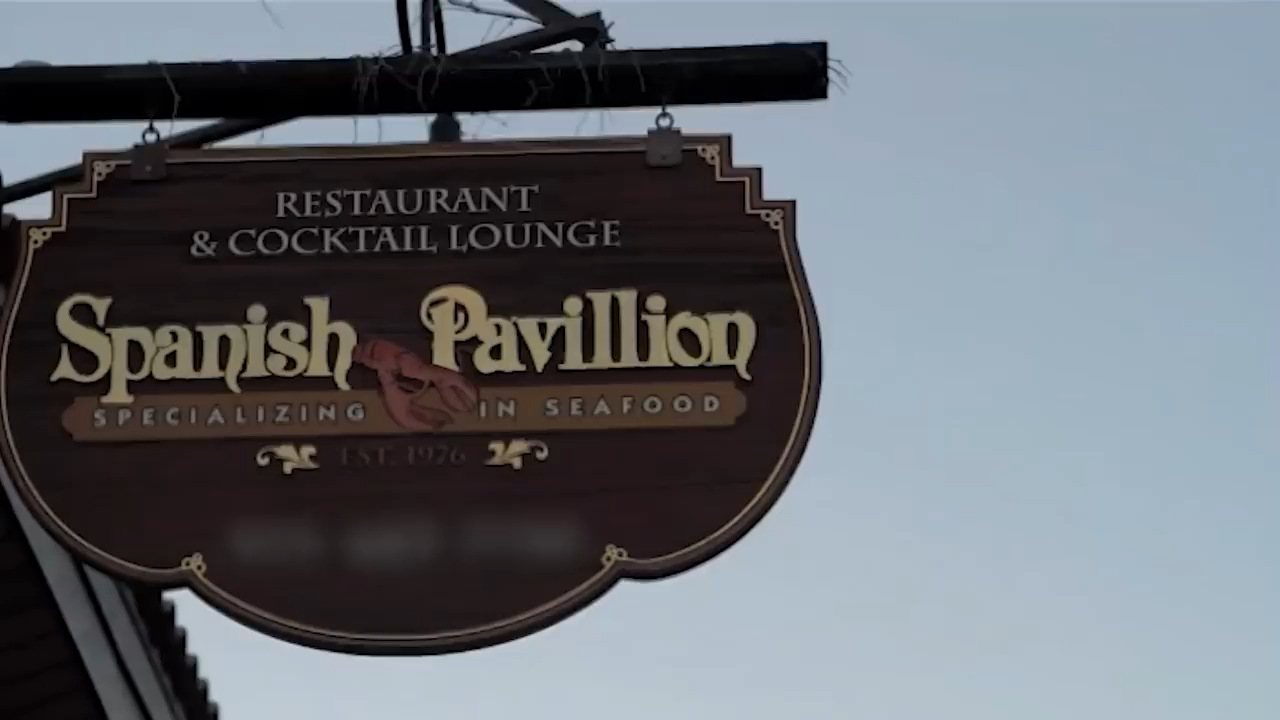 RESTAURANT
& COCKTAIL LOUNGE
Spanish Pavillion
SPECIALIZING IN SEAFOOD
EST. 1976